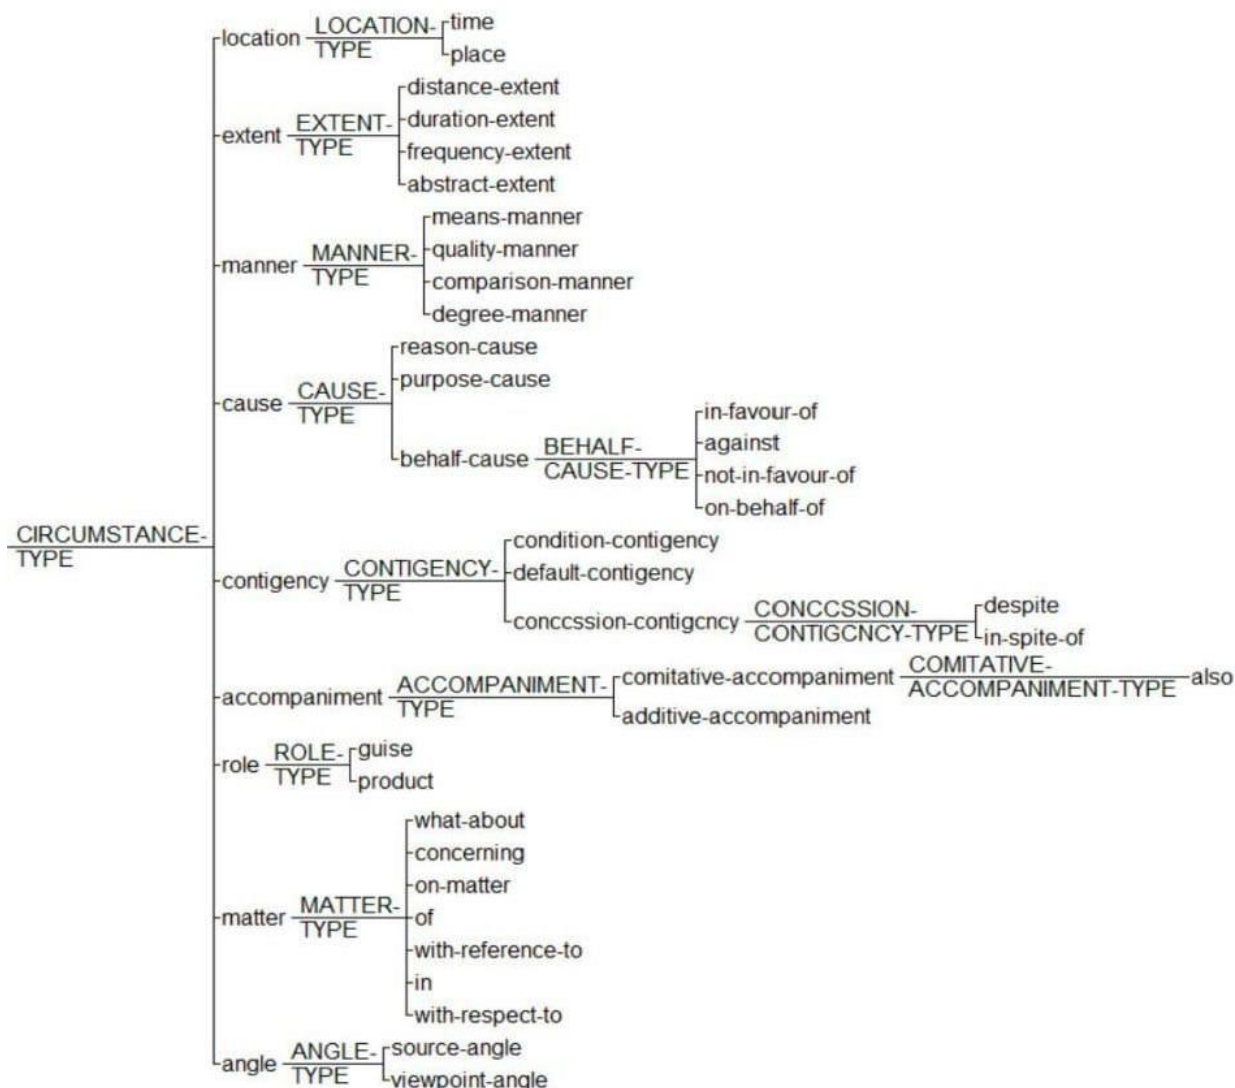 CIRCUMSTANCE-
TYPE
location
LOCATION-
TYPE
time
place
extent
EXTENT-
TYPE
distance-extent
duration-extent
frequency-extent
abstract-extent
manner
MANNER-
TYPE
means-manner
quality-manner
comparison-manner
degree-manner
cause
CAUSE-
TYPE
reason-cause
purpose-cause
behalf-cause
BEHALF-
CAUSE-TYPE
in-favour-of
against
not-in-favour-of
on-behalf-of
contigency
CONTIGENCY-
TYPE
condition-contigency
default-contigency
conccssion-contigcncy
CONCCSSION-
CONTIGCNCY-TYPE
despite
in-spite-of
accompaniment
ACCOMPANIMENT-
TYPE
comitative-accompaniment
COMITATIVE-
ACCOMPANIMENT-TYPE
also
additive-accompaniment
role
ROLE-
TYPE
guise
product
matter
MATTER-
TYPE
what-about
concerning
on-matter
of
with-reference-to
in
with-respect-to
angle
ANGLE-
TYPE
source-angle
viewpoint-angle